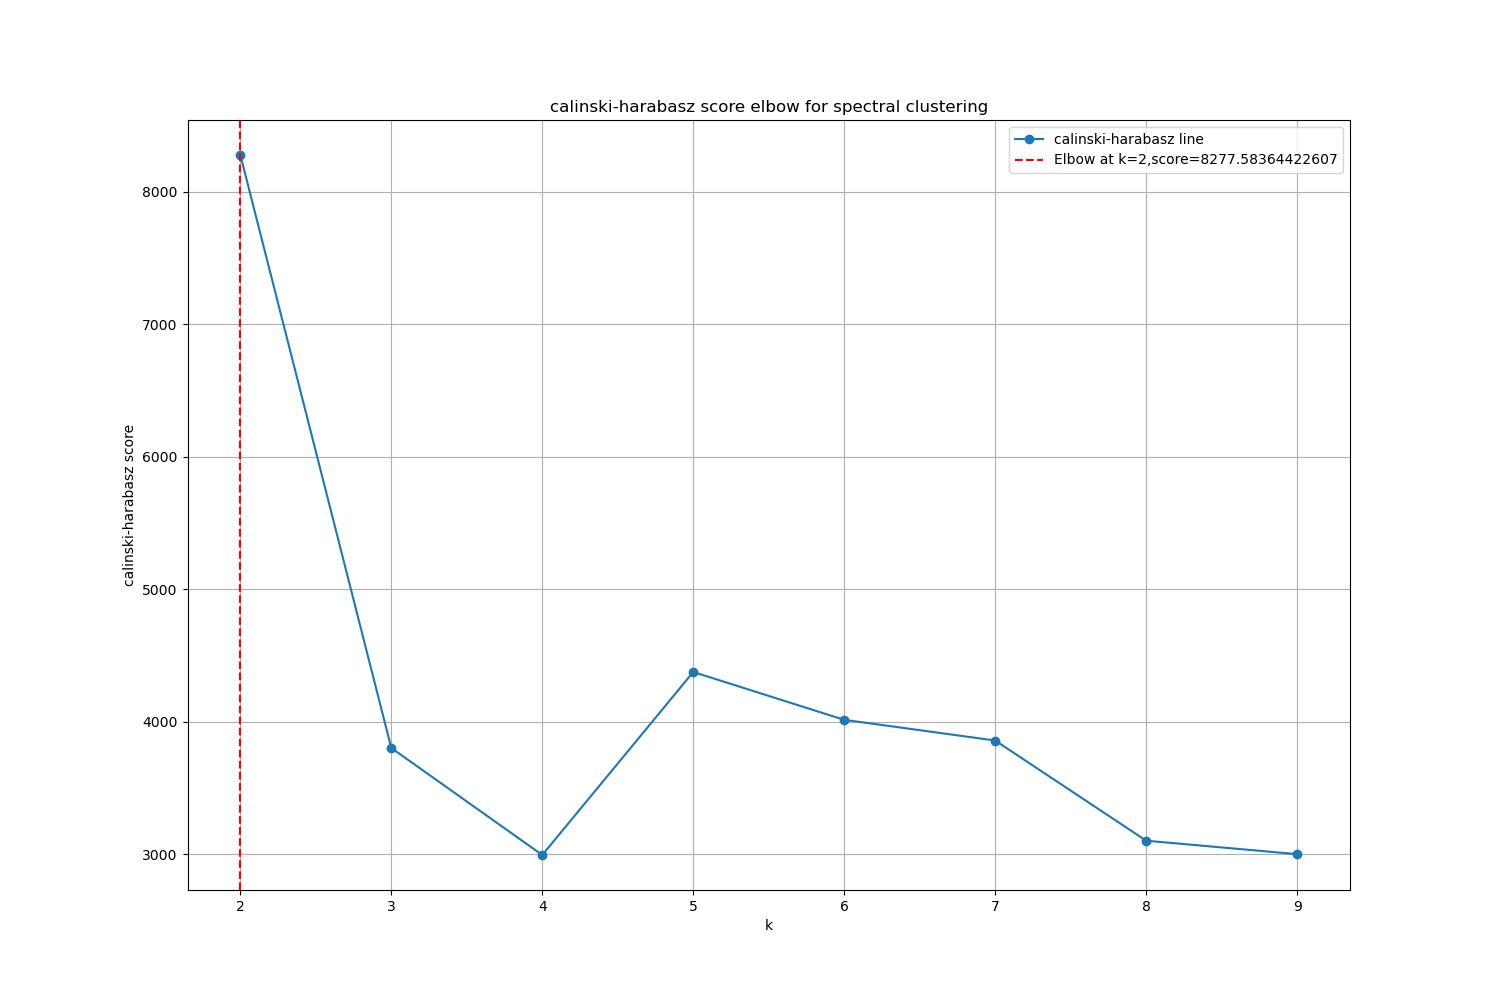 calinski-harabasz score elbow for spectral clustering
calinski-harabasz line
Elbow at k=2,score=8277.58364422607
8000
7000
6000
5000
4000
3000
calinski-harabasz score
2 3 4 5 6 7 8 9
k